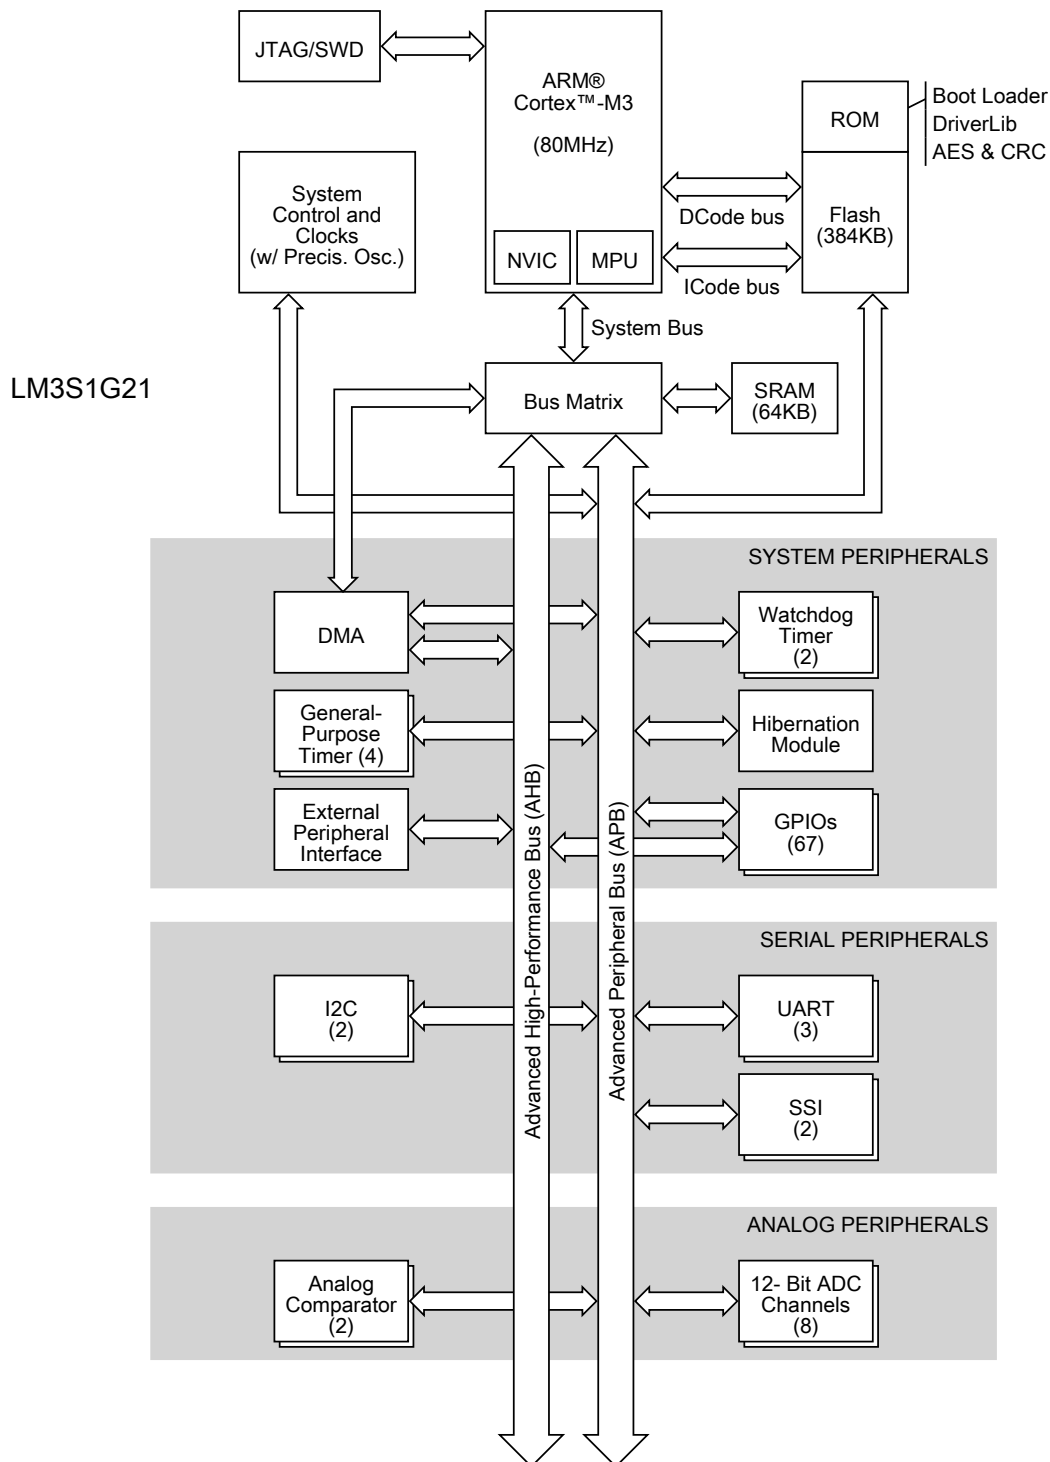 JTAG/SWD
ARM®
Cortex™-M3
(80MHz)
NVIC
MPU
ROM
Boot Loader
DriverLib
AES & CRC
System
Control and
Clocks
(w/ Precis. Osc.)
DCode bus
Flash
(384KB)
ICode bus
System Bus
LM3S1G21
Bus Matrix
SRAM
(64KB)
SYSTEM PERIPHERALS
DMA
Watchdog
Timer
(2)
General-
Purpose
Timer (4)
Hibernation
Module
External
Peripheral
Interface
GPIOs
(67)
Advanced High-Performance Bus (AHB)
Advanced Peripheral Bus (APB)
SERIAL PERIPHERALS
I2C
(2)
UART
(3)
SSI
(2)
ANALOG PERIPHERALS
Analog
Comparator
(2)
12- Bit ADC
Channels
(8)